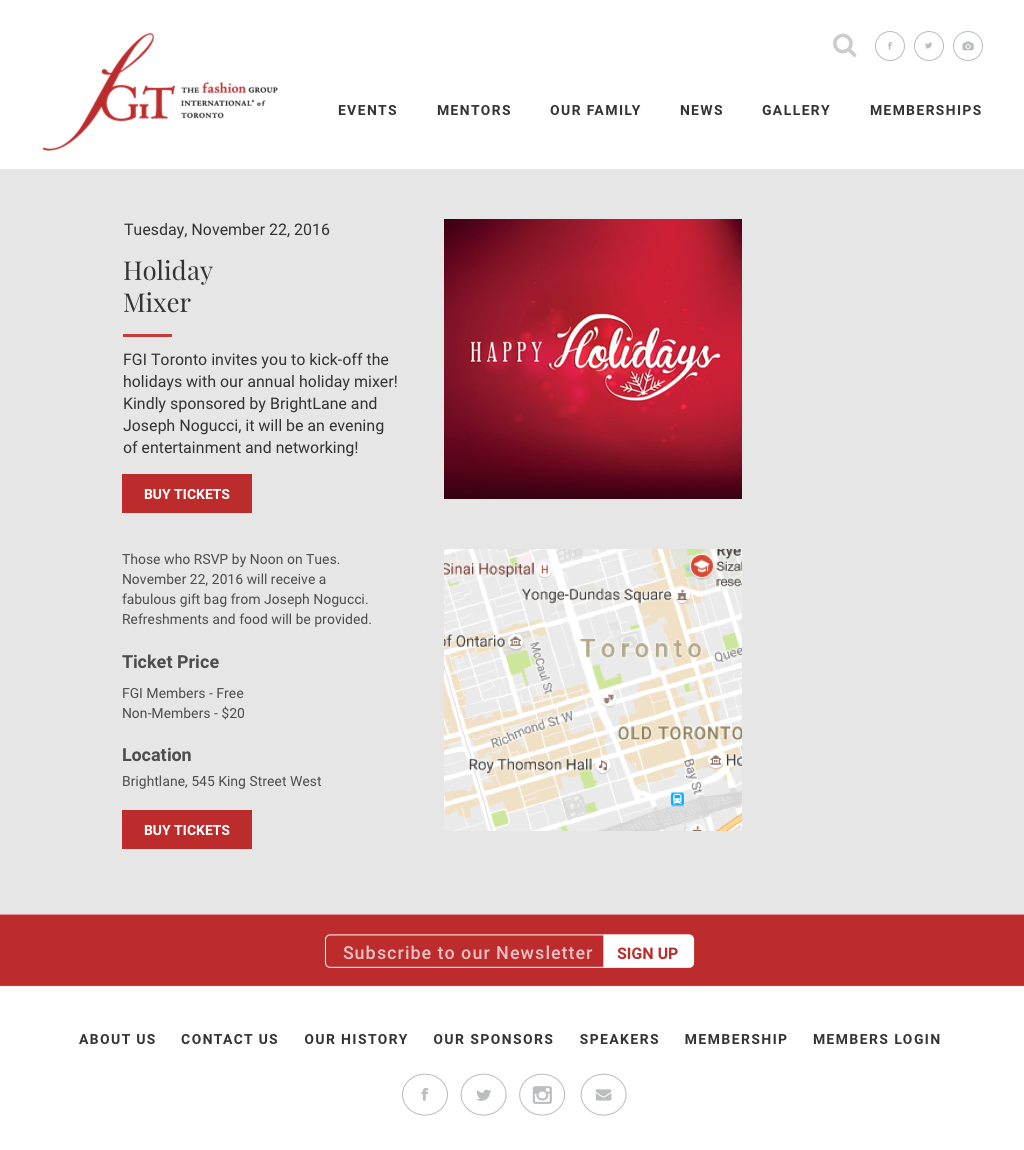 fGIT
THE fashion GROUP
INTERNATIONAL® of
TORONTO
EVENTS MENTORS OUR FAMILY NEWS GALLERY MEMBERSHIPS
Tuesday, November 22, 2016
Holiday
Mixer
FGI Toronto invites you to kick-off the
holidays with our annual holiday mixer!
Kindly sponsored by BrightLane and
Joseph Nogucci, it will be an evening
of entertainment and networking!
BUY TICKETS
HAPPY Holidays
Those who RSVP by Noon on Tues.
November 22, 2016 will receive a
fabulous gift bag from Joseph Nogucci.
Refreshments and food will be provided.
Ticket Price
FGI Members - Free
Non-Members - $20
Location
Brightlane, 545 King Street West
BUY TICKETS
Rye
Sinai Hospital H
Sizal
resea
Yonge-Dundas Square
of Ontario
Toronto
McCaul St
Quee
Richmond St W
OLD TORONTO
Roy Thomson Hall
Bay St
Ho
Subscribe to our Newsletter SIGN UP
ABOUT US CONTACT US OUR HISTORY OUR SPONSORS SPEAKERS MEMBERSHIP MEMBERS LOGIN